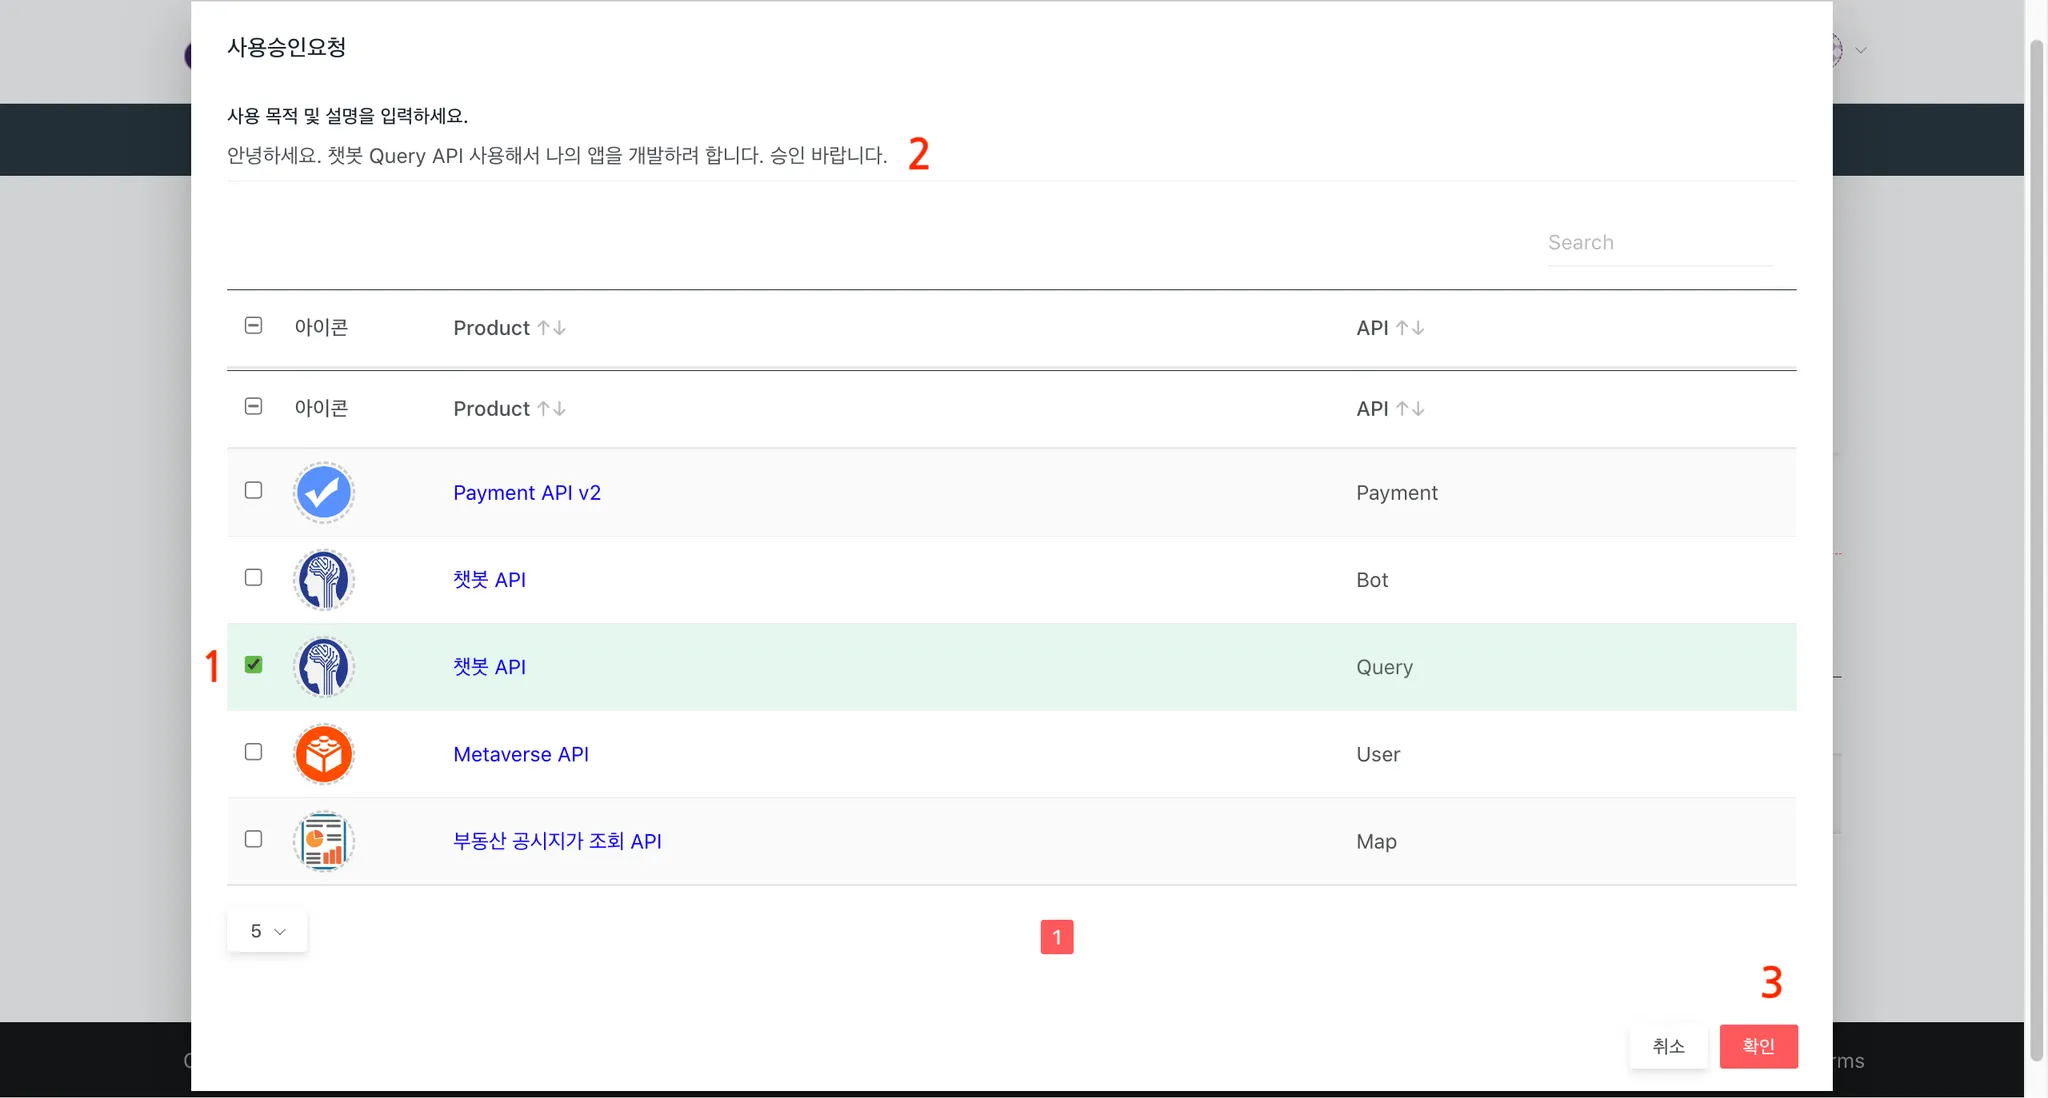 사용승인요청
사용 목적 및 설명을 입력하세요.
안녕하세요. 챗봇 Query API 사용해서 나의 앱을 개발하려 합니다. 승인 바랍니다. 2
Search
아이콘 Product ↑↓ API ↑↓
아이콘 Product ↑↓ API ↑↓
Payment API v2 Payment
챗봇 API Bot
1 챗봇 API Query
Metaverse API User
부동산 공시지가 조회 API Map
5 1
3
취소 확인
rms